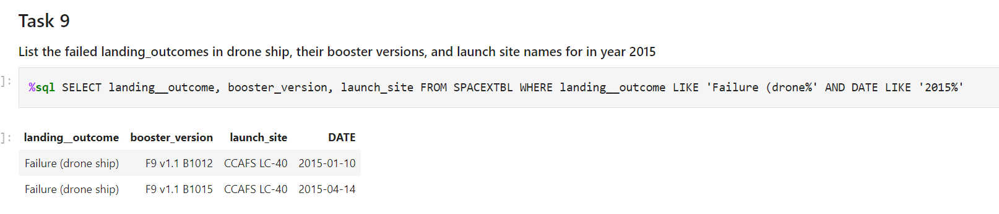 Task 9
List the failed landing_outcomes in drone ship, their booster versions, and launch site names for in year 2015
]: %sql SELECT landing__outcome, booster_version, launch_site FROM SPACEXTBL WHERE landing__outcome LIKE 'Failure (drone%' AND DATE LIKE '2015%'
]: landing__outcome booster_version launch_site DATE
Failure (drone ship) F9 v1.1 B1012 CCAFS LC-40 2015-01-10
Failure (drone ship) F9 v1.1 B1015 CCAFS LC-40 2015-04-14